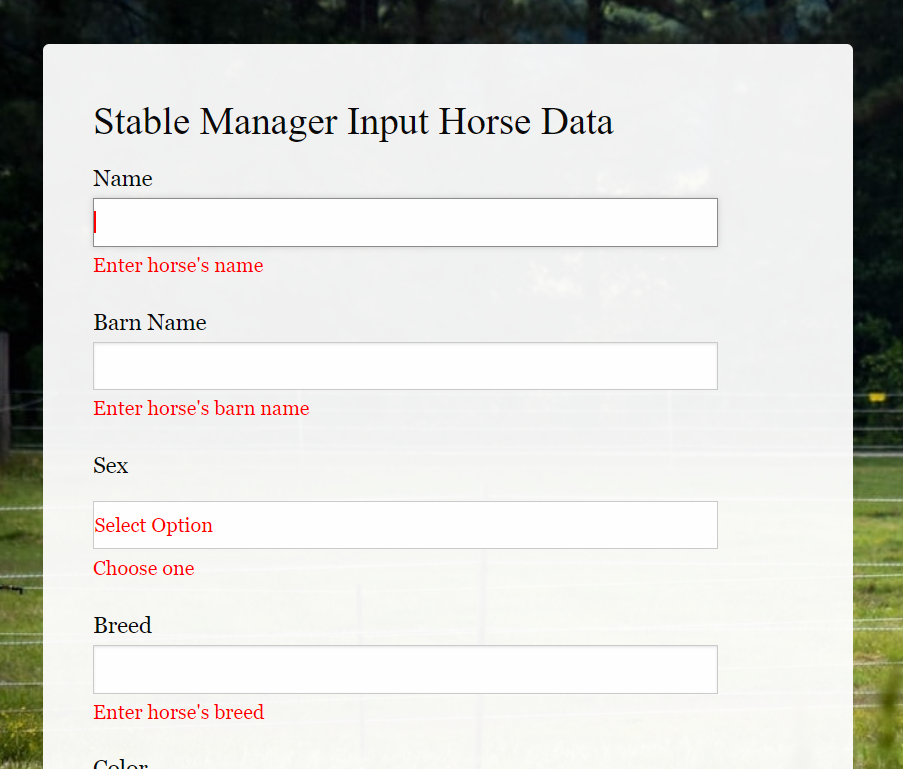 Stable Manager Input Horse Data
Name
Enter horse's name
Barn Name
Enter horse's barn name
Sex
Select Option
Choose one
Breed
Enter horse's breed
Color